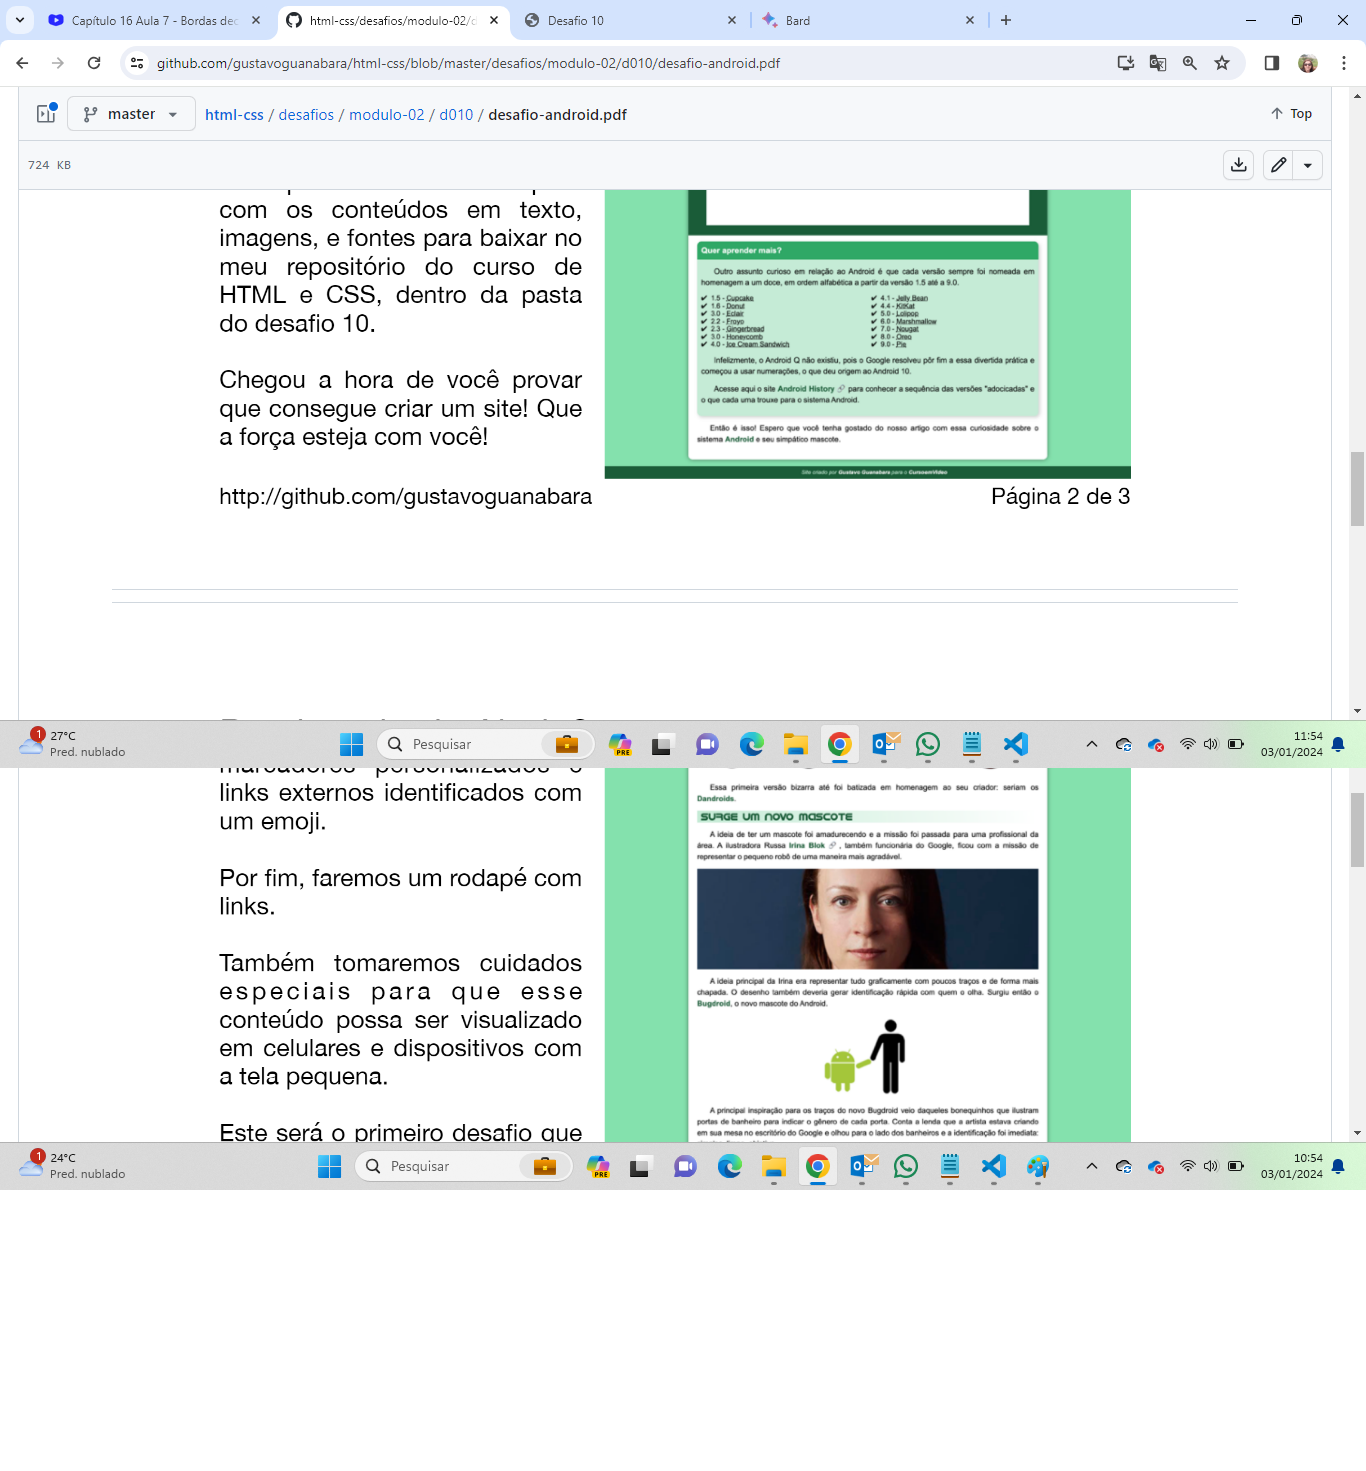 Capítulo 16 Aula 7 - Bordas dec
html-css/desafios/modulo-02/d
Desafio 10
Bard
github.com/gustavoguanabara/html-css/blob/master/desafios/modulo-02/d010/desafio-android.pdf
master
html-css / desafios / modulo-02 / d010 / desafio-android.pdf
Top
724 KB
com os conteúdos em texto,
imagens, e fontes para baixar no
meu repositório do curso de
HTML e CSS, dentro da pasta
do desafio 10.
Chegou a hora de você provar
que consegue criar um site! Que
a força esteja com você!
Quer aprender mais?
Outro assunto curioso em relação ao Android é que cada versão sempre foi nomeada em
homenagem a um doce, em ordem alfabética a partir da versão 1.5 até a 9.0.
✔ 1.5 - Cupcake
✔ 1.6 - Donut
✔ 3.0 - Eclair
✔ 2.2 - Froyo
✔ 2.3 - Gingerbread
✔ 3.0 - Honeycomb
✔ 4.0 - Ice Cream Sandwich
✔ 4.1 - Jelly Bean
✔ 4.4 - KitKat
✔ 5.0 - Lolipop
✔ 6.0 - Marshmallow
✔ 7.0 - Nougat
✔ 8.0 - Oreo
✔ 9.0 - Pie
Infelizmente, o Android Q não existiu, pois o Google resolveu pôr fim a essa divertida prática e
começou a usar numerações, o que deu origem ao Android 10.
Acesse aqui o site Android History 🔗 para conhecer a sequência das versões "adocicadas" e
o que cada uma trouxe para o sistema Android.
Então é isso! Espero que você tenha gostado do nosso artigo com essa curiosidade sobre o
sistema Android e seu simpático mascote.
Site criado por Gustavo Guanabara para o CursoemVideo
http://github.com/gustavoguanabara
Página 2 de 3
1
27°C
Pred. nublado
Pesquisar
PRE
11:54
03/01/2024
marcadores personalizados e
links externos identificados com
um emoji.
Por fim, faremos um rodapé com
links.
Também tomaremos cuidados
especiais para que esse
conteúdo possa ser visualizado
em celulares e dispositivos com
a tela pequena.
Este será o primeiro desafio que
Essa primeira versão bizarra até foi batizada em homenagem ao seu criador: seriam os
Dandroids.
SURGE UM NOVO MASCOTE
A ideia de ter um mascote foi amadurecendo e a missão foi passada para uma profissional da
área. A ilustradora Russa Irina Blok 🔗 , também funcionária do Google, ficou com a missão de
representar o pequeno robô de uma maneira mais agradável.
A ideia principal da Irina era representar tudo graficamente com poucos traços e de forma mais
chapada. O desenho também deveria gerar identificação rápida com quem o olha. Surgiu então o
Bugdroid, o novo mascote do Android.
A principal inspiração para os traços do novo Bugdroid veio daqueles bonequinhos que ilustram
portas de banheiro para indicar o gênero de cada porta. Conta a lenda que a artista estava criando
em sua mesa no escritório do Google e olhou para o lado dos banheiros e a identificação foi imediata:
1
24°C
Pred. nublado
Pesquisar
PRE
10:54
03/01/2024